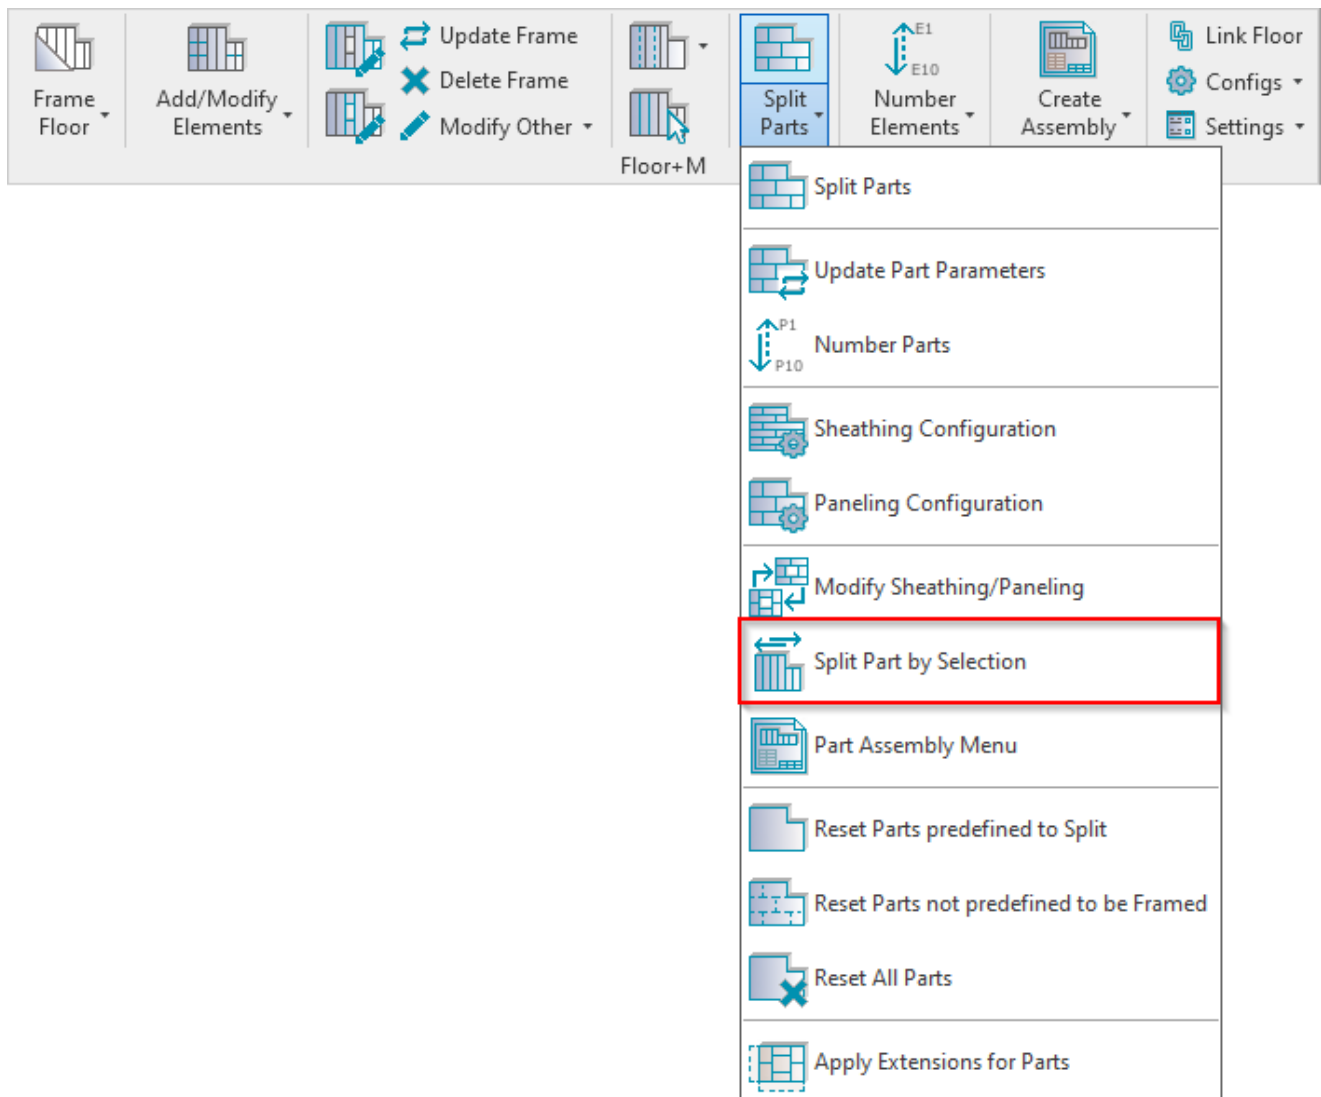 Frame
Floor
Add/Modify
Elements
Update Frame
Delete Frame
Modify Other
Floor+M
Split
Parts
E1
E10
Number
Elements
Create
Assembly
Link Floor
Configs
Settings
Split Parts
Update Part Parameters
P1
P10
Number Parts
Sheathing Configuration
Paneling Configuration
Modify Sheathing/Paneling
Split Part by Selection
Part Assembly Menu
Reset Parts predefined to Split
Reset Parts not predefined to be Framed
Reset All Parts
Apply Extensions for Parts